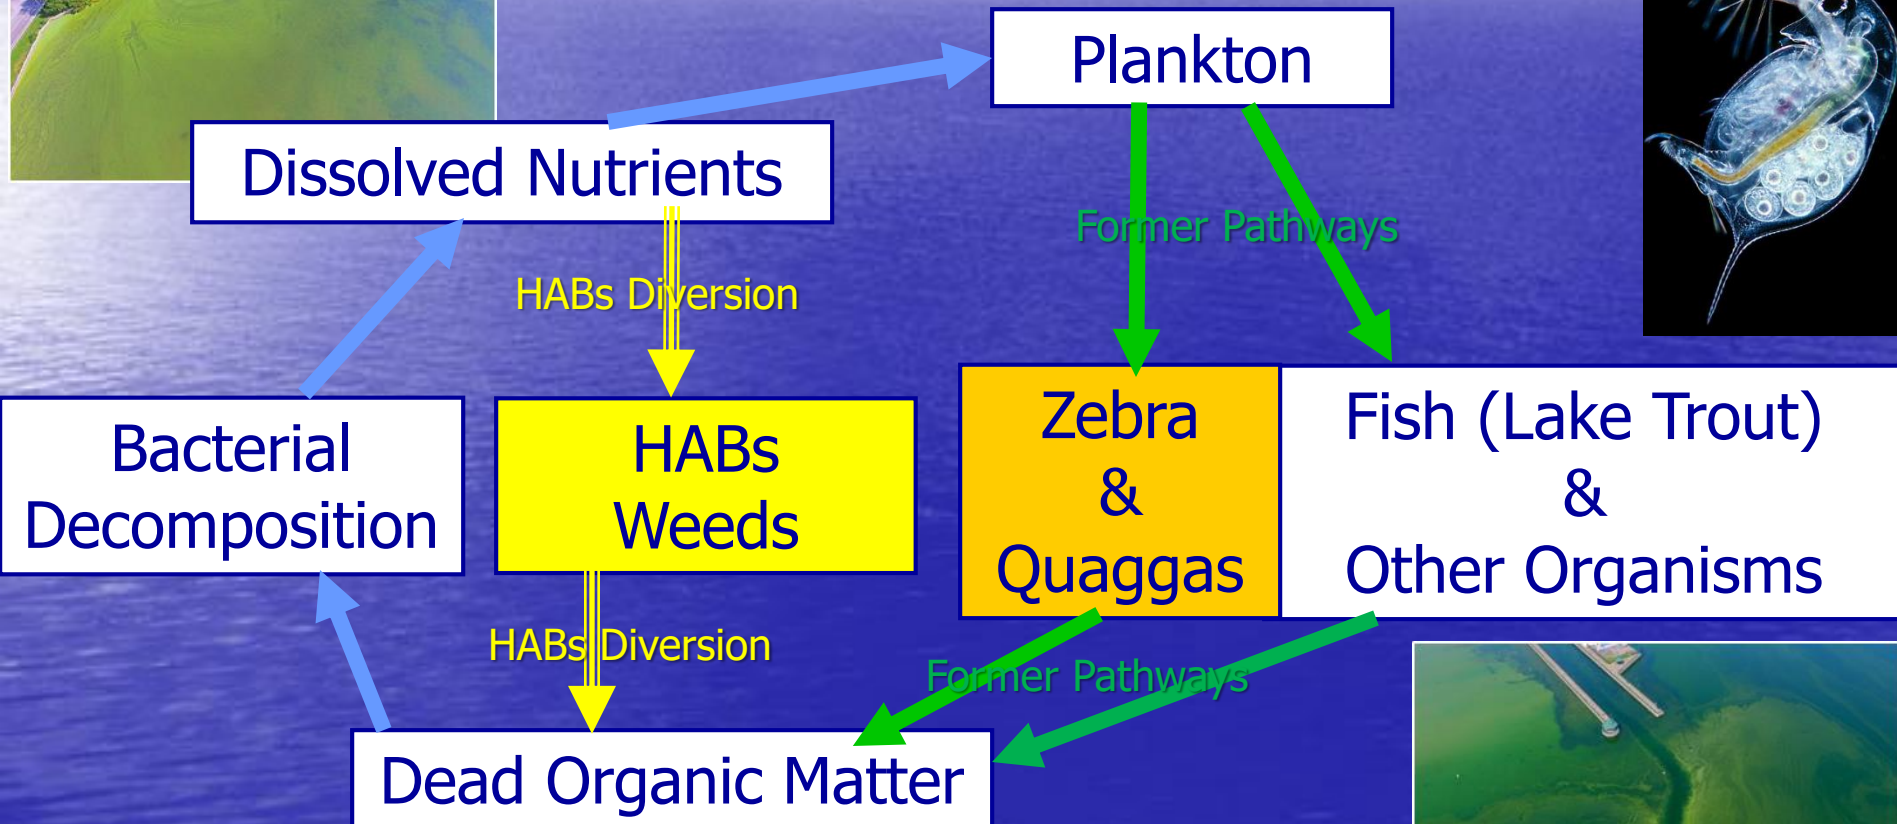 Plankton
Dissolved Nutrients
Former Pathways
HABs Diversion
Bacterial
Decomposition
HABs
Weeds
Zebra
&
Quaggas
Fish (Lake Trout)
&
Other Organisms
HABs Diversion
Former Pathways
Dead Organic Matter